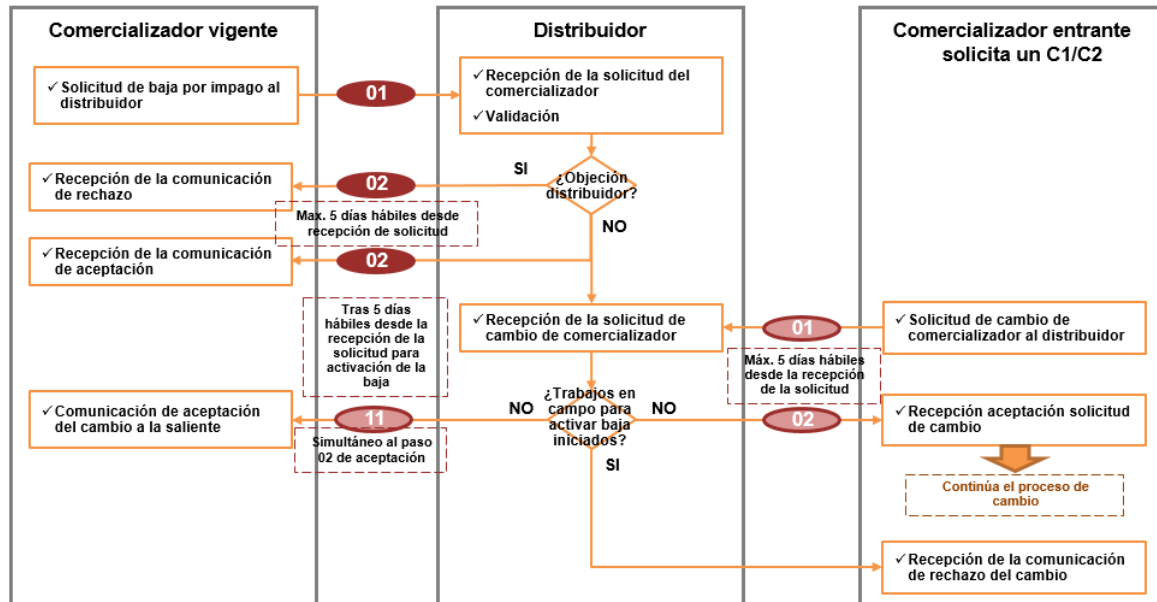 Comercializador vigente
Distribuidor
Comercializador entrante
solicita un C1/C2
✓ Solicitud de baja por impago al
distribuidor
01
✓ Recepción de la solicitud del
comercializador
✓ Validación
SI
¿Objeción
distribuidor?
✓ Recepción de la comunicación
de rechazo
02
Max. 5 días hábiles desde
recepción de solicitud
NO
✓ Recepción de la comunicación
de aceptación
02
Tras 5 días
hábiles desde la
recepción de la
solicitud para
activación de la
baja
✓ Recepción de la solicitud de
cambio de comercializador
01
✓ Solicitud de cambio de
comercializador al distribuidor
Máx. 5 días hábiles
desde la recepción
de la solicitud
✓ Comunicación de aceptación
del cambio a la saliente
11
Simultáneo al paso
02 de aceptación
NO
¿Trabajos en
campo para
activar baja
iniciados?
NO
02
✓ Recepción aceptación solicitud
de cambio
SI
Continúa el proceso de
cambio
✓ Recepción de la comunicación
de rechazo del cambio